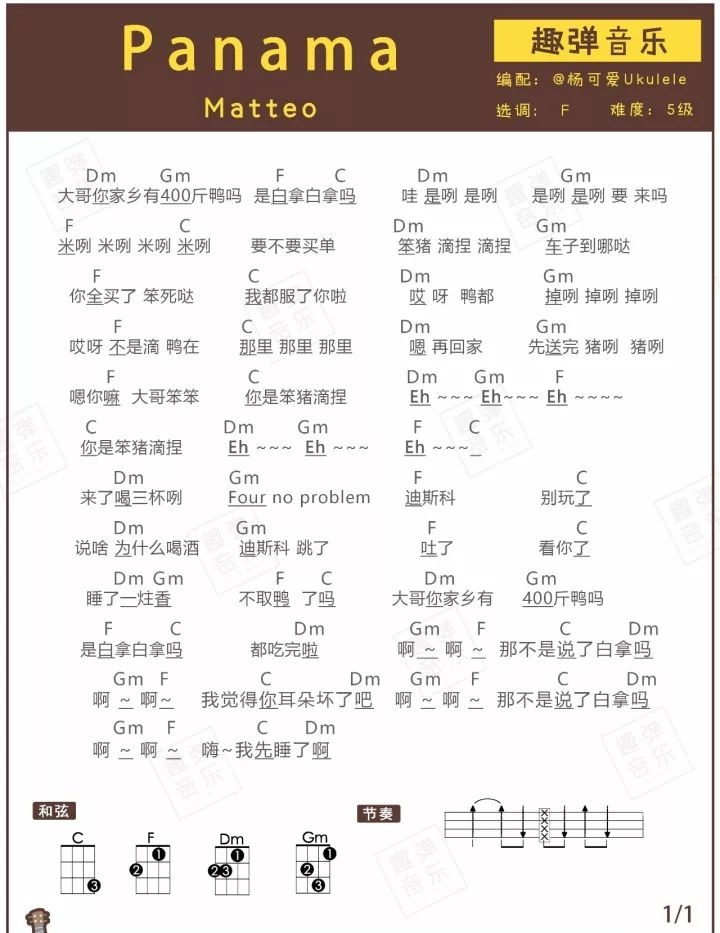 Panama
趣弹音乐
Matteo
编配：@杨可爱Ukulele
选调： F 难度：5级
Dm Gm F C Dm Gm
大哥你家乡有400斤鸭吗 是白拿白拿吗 哇 是咧 是咧 是咧 是咧 要 来吗
F C Dm Gm
米咧 米咧 米咧 米咧 要不要买单 笨猪 滴捏 滴捏 车子到哪哒
F C Dm Gm
你全买了 笨死哒 我都服了你啦 哎 呀 鸭都 掉咧 掉咧 掉咧
F C Dm Gm
哎呀 不是滴 鸭在 那里 那里 那里 嗯 再回家 先送完 猪咧 猪咧
F C Dm Gm F
嗯你嘛 大哥笨笨 你是笨猪滴捏 Eh ~~~ Eh~~~ Eh ~~~~
C Dm Gm F C
你是笨猪滴捏 Eh ~~~ Eh ~~~ Eh ~~~
Dm Gm F C
来了喝三杯咧 Four no problem 迪斯科 别玩了
Dm Gm F C
说啥 为什么喝酒 迪斯科 跳了 吐了 看你了
Dm Gm F C Dm Gm
睡了一炷香 不取鸭 了吗 大哥你家乡有 400斤鸭吗
F C Dm Gm F C Dm
是白拿白拿吗 都吃完啦 啊 ~ 啊 ~ 那不是说了白拿吗
Gm F C Dm Gm F C Dm
啊 ~ 啊~ 我觉得你耳朵坏了吧 啊 ~ 啊 ~ 那不是说了白拿吗
Gm F C Dm
啊 ~ 啊 ~ 嗨~我先睡了啊
和弦 节奏
C F Dm Gm
3 2 1 2 3 1 2 3 1
1/1